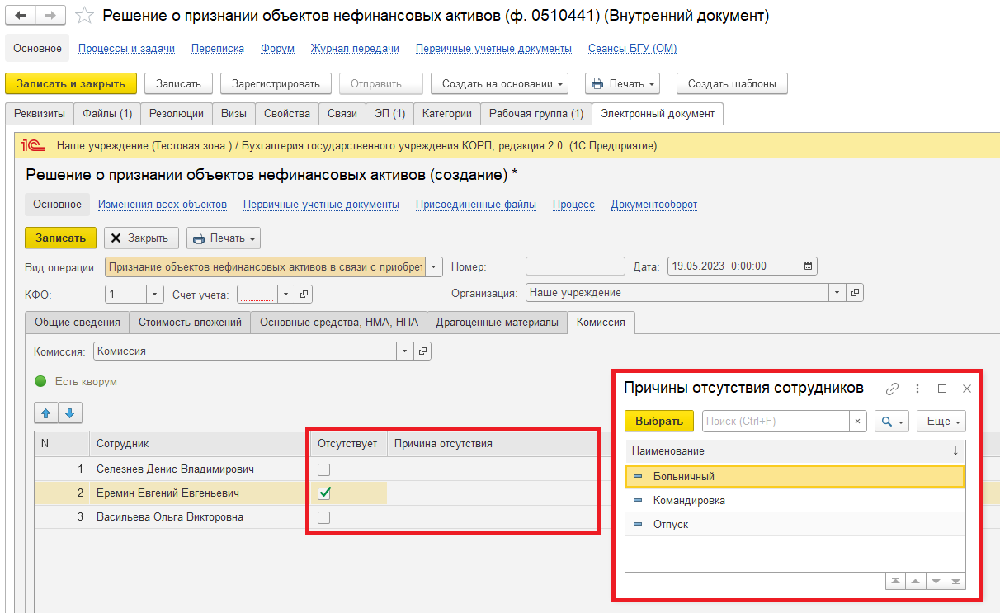 Решение о признании объектов нефинансовых активов (ф. 0510441) (Внутренний документ)
Основное Процессы и задачи Переписка Форум Журнал передачи Первичные учетные документы Сеансы БГУ (ОМ)
Записать и закрыть Записать Зарегистрировать Отправить... Создать на основании Печать Создать шаблоны
Реквизиты Файлы (1) Резолюции Визы Свойства Связи ЭП (1) Категории Рабочая группа (1) Электронный документ
1С Наше учреждение (Тестовая зона ) / Бухгалтерия государственного учреждения КОРП, редакция 2.0 (1С:Предприятие)
Решение о признании объектов нефинансовых активов (создание) *
Основное Изменения всех объектов Первичные учетные документы Присоединенные файлы Процесс Документооборот
Записать Закрыть Печать
Вид операции: Признание объектов нефинансовых активов в связи с приобрет Номер: Дата: 19.05.2023 0:00:00
КФО: 1 Счет учета: Организация: Наше учреждение
Общие сведения Стоимость вложений Основные средства, НМА, НПА Драгоценные материалы Комиссия
Комиссия: Комиссия
Есть кворум
N Сотрудник Отсутствует Причина отсутствия
1 Селезнев Денис Владимирович
2 Еремин Евгений Евгеньевич
3 Васильева Ольга Викторовна
Причины отсутствия сотрудников
Выбрать Поиск (Ctrl+F) × Еще
Наименование ↓
Больничный
Командировка
Отпуск